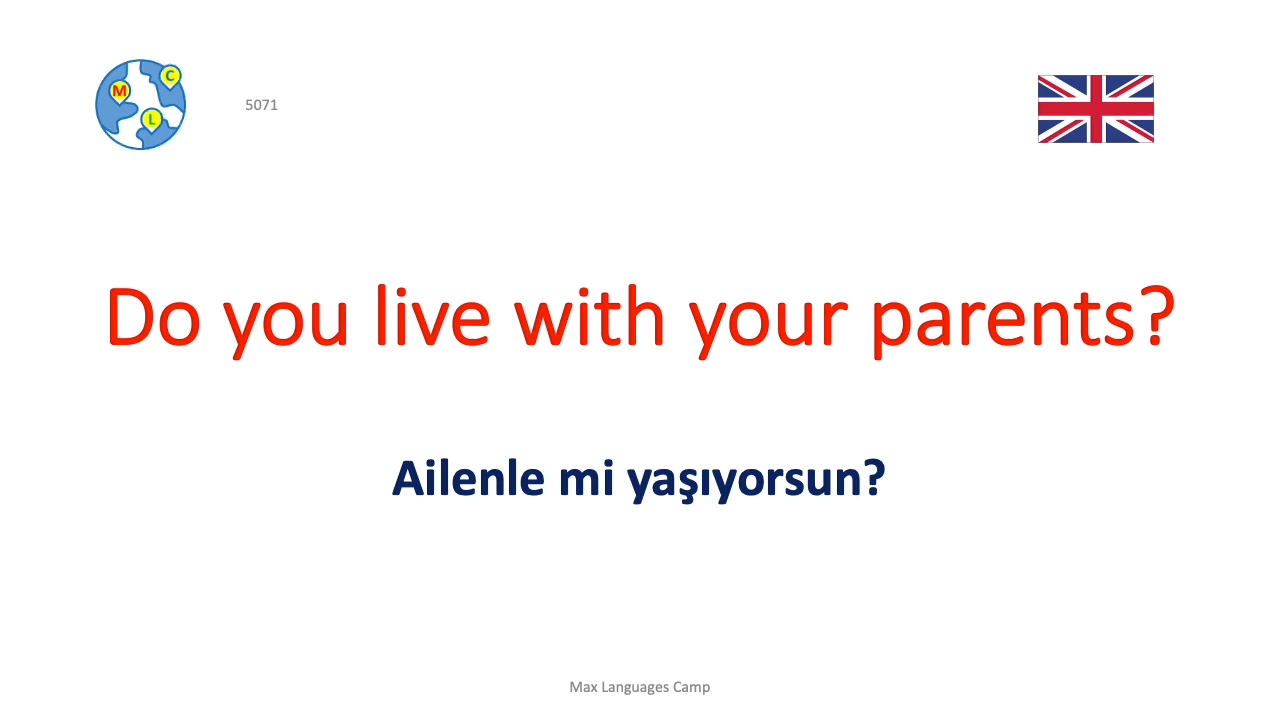 C
M
L
5071
Do you live with your parents?
Ailenle mi yaşıyorsun?
Max Languages Camp